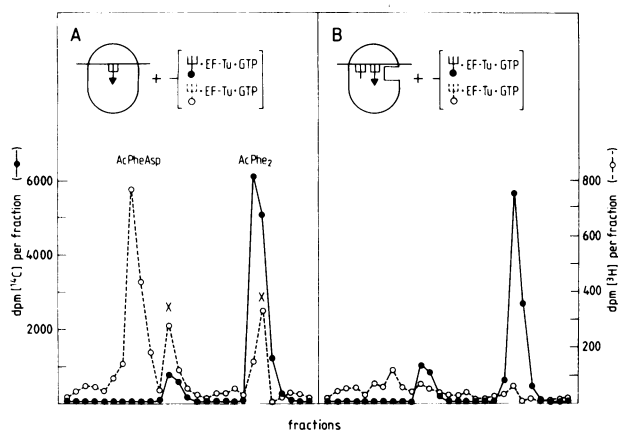 A
B
+
· EF-Tu · GTP
· EF-Tu · GTP
+
· EF-Tu · GTP
· EF-Tu · GTP
AcPheAsp
AcPhe2
6000
4000
2000
X
X
800
600
400
200
dpm [14C] per fraction (—●—)
dpm [3H] per fraction (--○--)
fractions